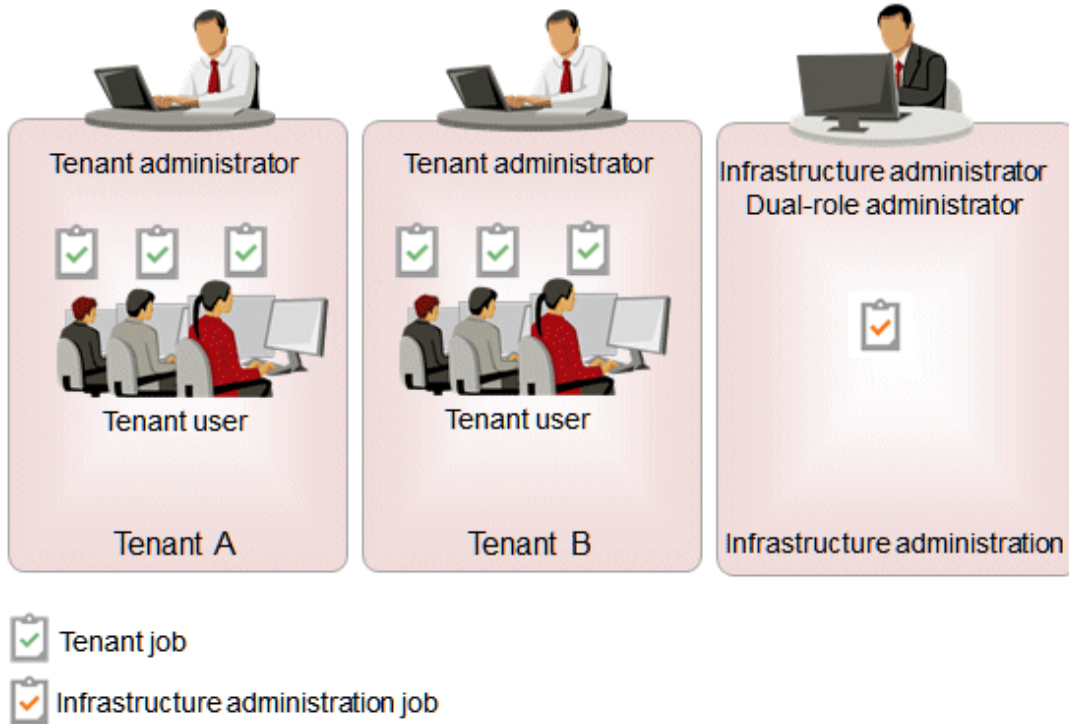 Tenant administrator
Tenant user
Tenant A
Tenant administrator
Tenant user
Tenant B
Infrastructure administrator
Dual-role administrator
Infrastructure administration
Tenant job
Infrastructure administration job